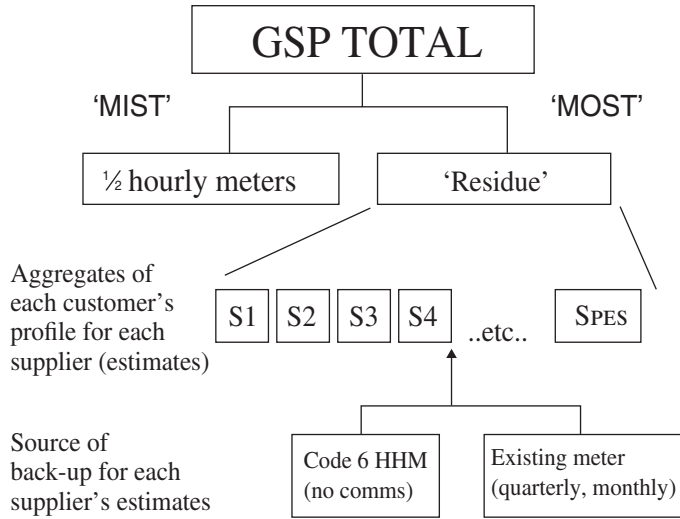 GSP TOTAL
‘MIST’
‘MOST’
½ hourly meters
‘Residue’
Aggregates of
each customer’s
profile for each
supplier (estimates)
S1
S2
S3
S4
..etc..
SPES
Source of
back-up for each
supplier’s estimates
Code 6 HHM
(no comms)
Existing meter
(quarterly, monthly)